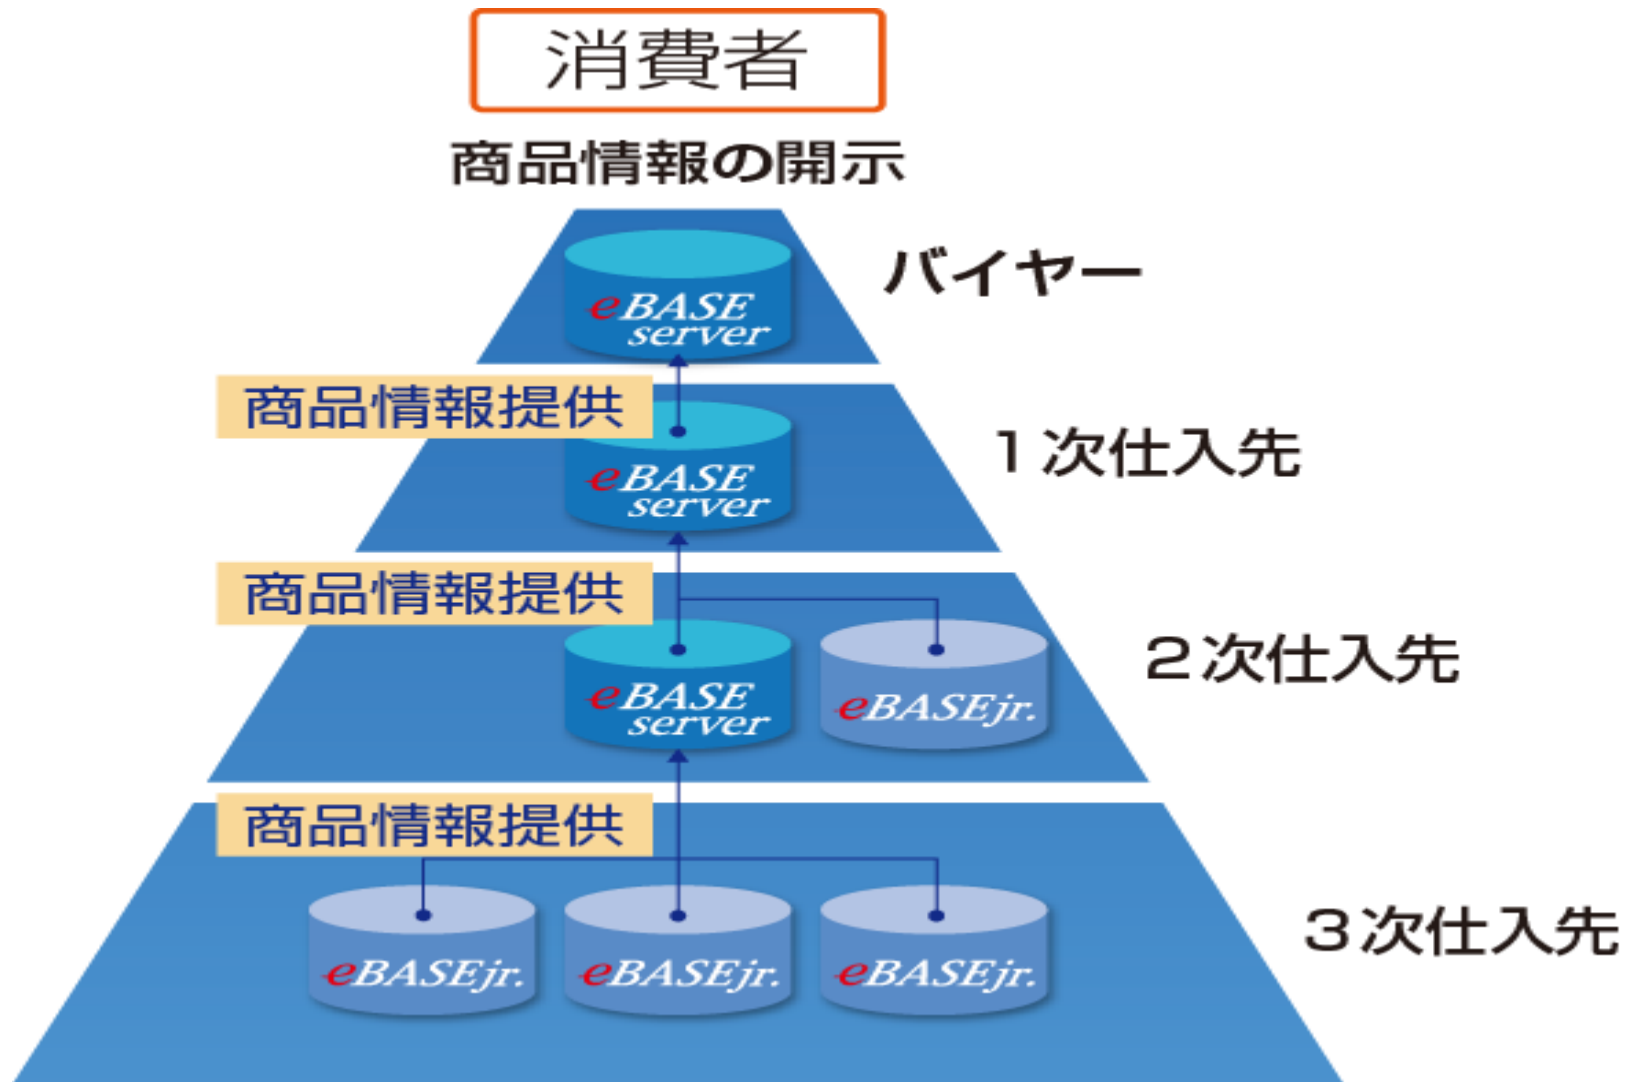 消費者
商品情報の開示
バイヤー
eBASE
server
商品情報提供
1次仕入先
eBASE
server
商品情報提供
2次仕入先
eBASE
server
eBASEjr.
商品情報提供
3次仕入先
eBASEjr.
eBASEjr.
eBASEjr.